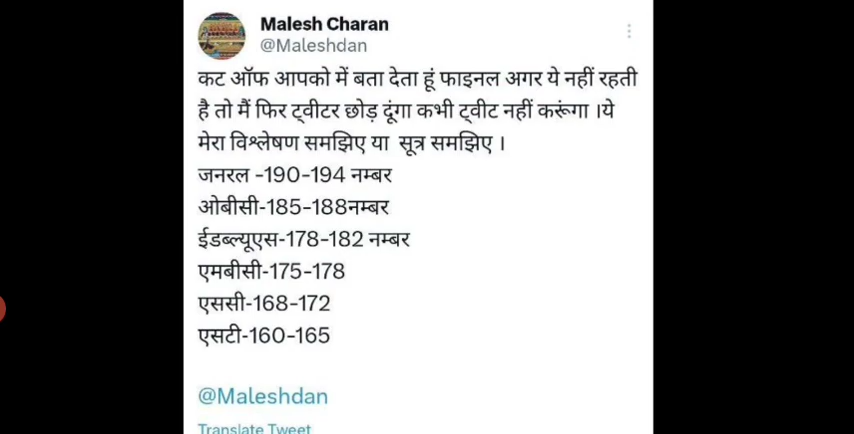 Malesh Charan
@Maleshdan
कट ऑफ आपको में बता देता हूं फाइनल अगर ये नहीं रहती
है तो मैं फिर ट्वीटर छोड़ दूंगा कभी ट्वीट नहीं करूंगा ।ये
मेरा विश्लेषण समझिए या सूत्र समझिए ।
जनरल -190-194 नम्बर
ओबीसी-185-188नम्बर
ईडब्ल्यूएस-178-182 नम्बर
एमबीसी-175-178
एससी-168-172
एसटी-160-165
@Maleshdan
Translate Tweet